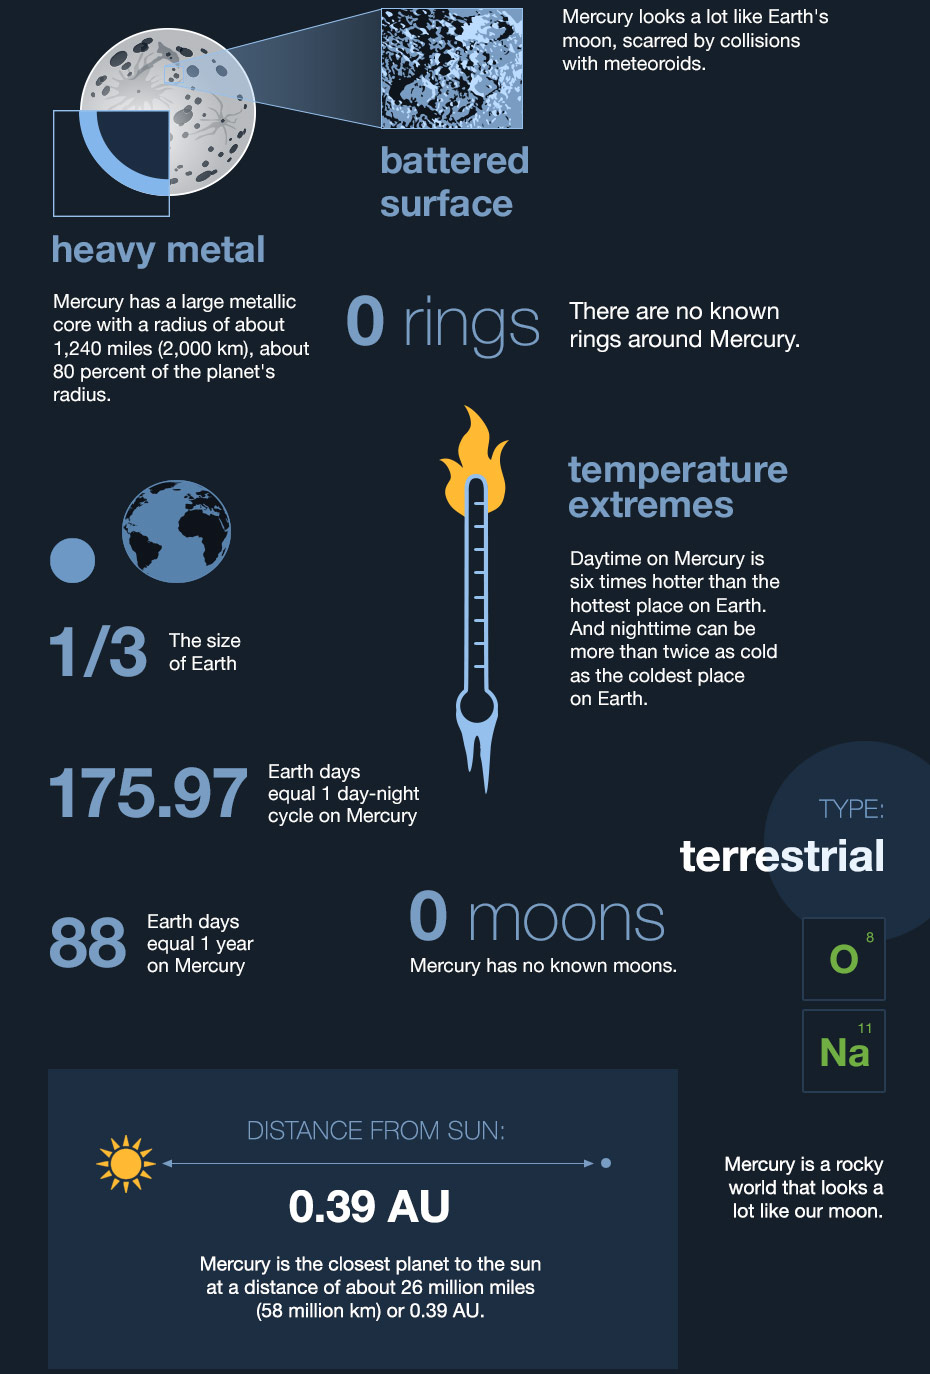 Mercury looks a lot like Earth's
moon, scarred by collisions
with meteoroids.
battered
surface
heavy metal
Mercury has a large metallic
core with a radius of about
1,240 miles (2,000 km), about
80 percent of the planet's
radius.
0 rings
There are no known
rings around Mercury.
temperature
extremes
Daytime on Mercury is
six times hotter than the
hottest place on Earth.
And nighttime can be
more than twice as cold
as the coldest place
on Earth.
1/3
The size
of Earth
175.97
Earth days
equal 1 day-night
cycle on Mercury
TYPE:
terrestrial
88
Earth days
equal 1 year
on Mercury
0 moons
Mercury has no known moons.
O 8
Na 11
DISTANCE FROM SUN:
0.39 AU
Mercury is the closest planet to the sun
at a distance of about 26 million miles
(58 million km) or 0.39 AU.
Mercury is a rocky
world that looks a
lot like our moon.